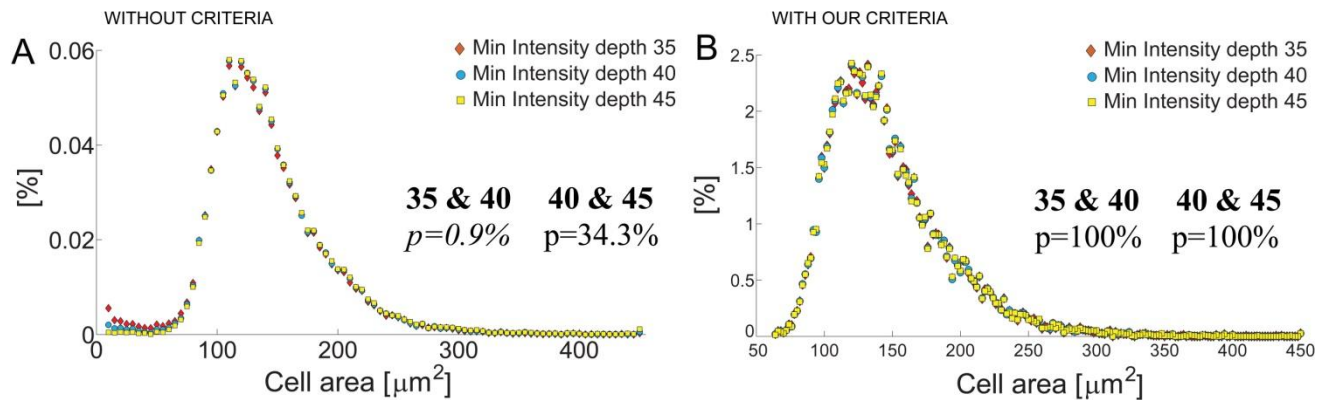 WITHOUT CRITERIA
A
0.06
0.04
0.02
0
[%]
Min Intensity depth 35
Min Intensity depth 40
Min Intensity depth 45
35 & 40 40 & 45
p=0.9% p=34.3%
0 100 200 300 400
Cell area [μm²]
WITH OUR CRITERIA
B
2.5
2.0
1.5
1
0.5
0
[%]
Min Intensity depth 35
Min Intensity depth 40
Min Intensity depth 45
35 & 40 40 & 45
p=100% p=100%
50 100 150 200 250 300 350 400 450
Cell area [μm²]